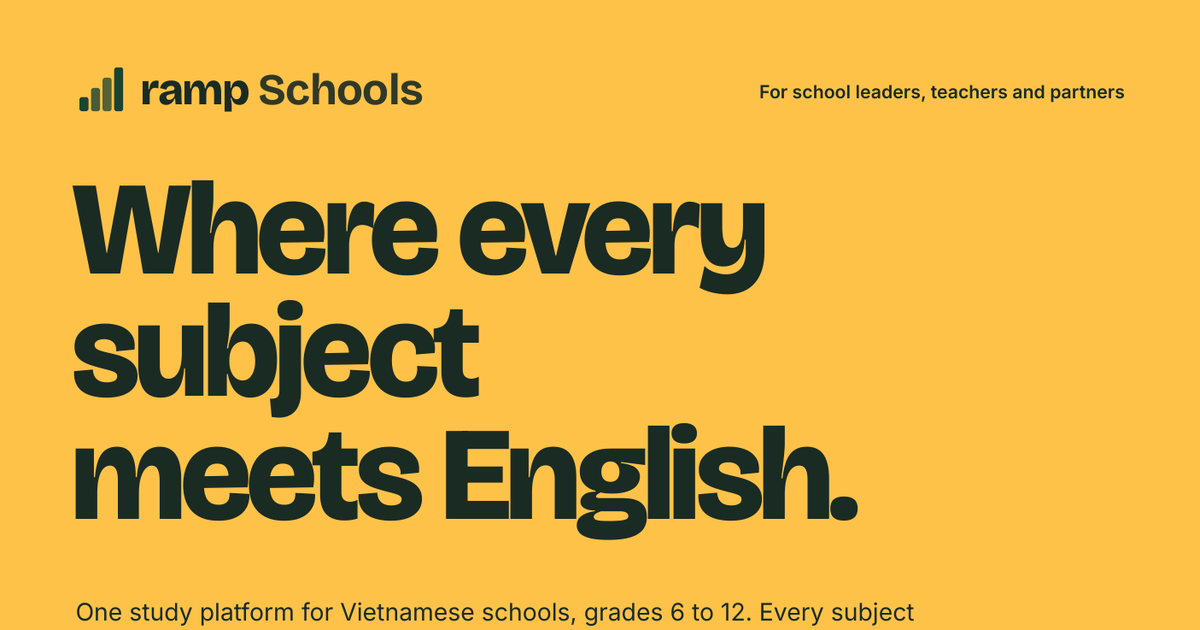 ramp Schools
For school leaders, teachers and partners
Where every
subject
meets English.
One study platform for Vietnamese schools, grades 6 to 12. Every subject